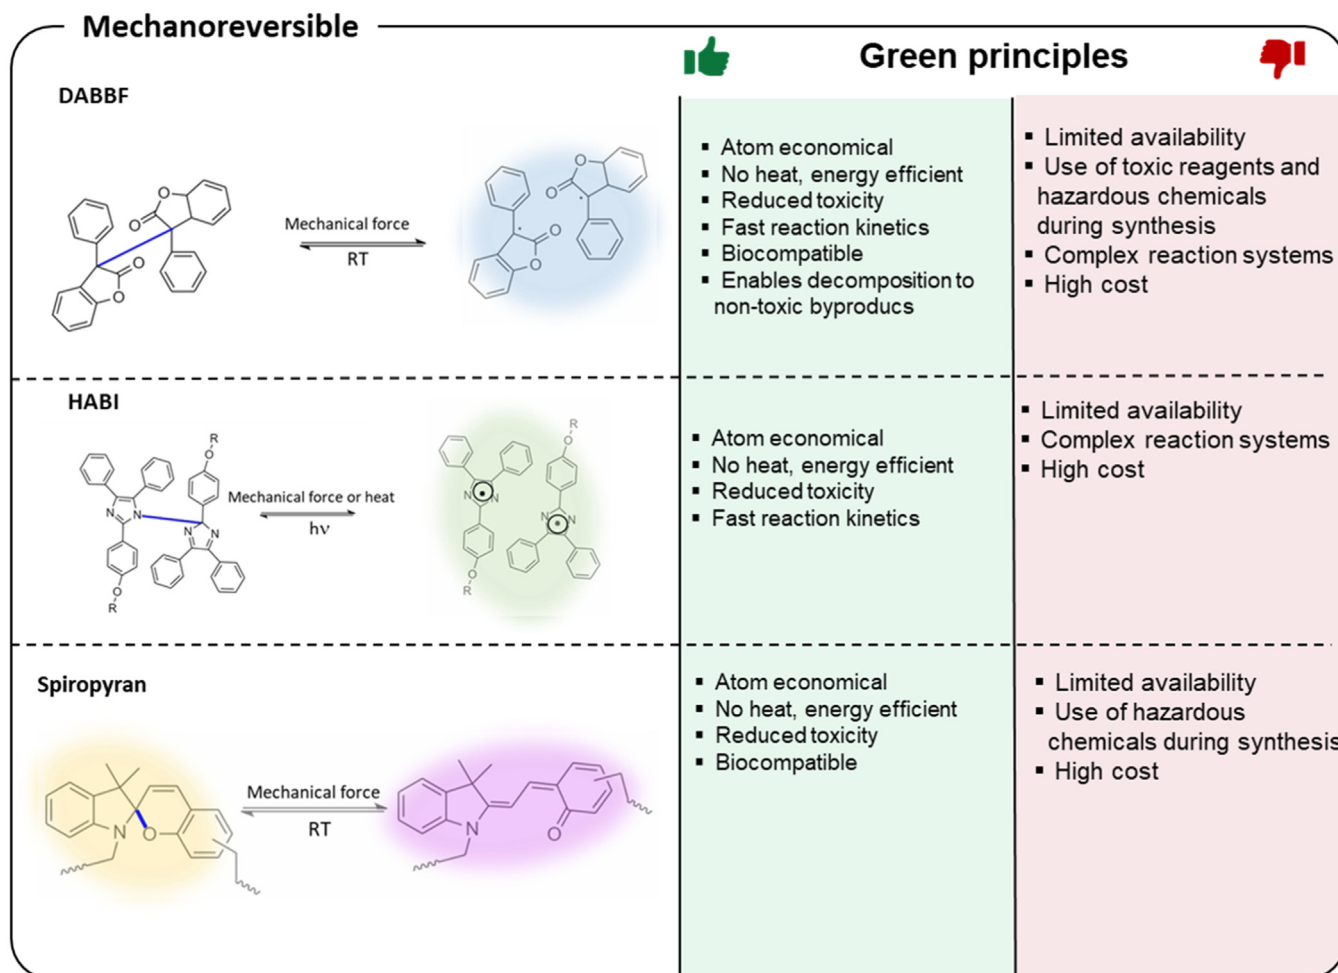 Mechanoreversible
Green principles
DABBF
Mechanical force
RT
▪ Atom economical
▪ No heat, energy efficient
▪ Reduced toxicity
▪ Fast reaction kinetics
▪ Biocompatible
▪ Enables decomposition to
non-toxic byproducs
▪ Limited availability
▪ Use of toxic reagents and
hazardous chemicals
during synthesis
▪ Complex reaction systems
▪ High cost
HABI
Mechanical force or heat
hν
▪ Atom economical
▪ No heat, energy efficient
▪ Reduced toxicity
▪ Fast reaction kinetics
▪ Limited availability
▪ Complex reaction systems
▪ High cost
Spiropyran
Mechanical force
RT
▪ Atom economical
▪ No heat, energy efficient
▪ Reduced toxicity
▪ Biocompatible
▪ Limited availability
▪ Use of hazardous
chemicals during synthesis
▪ High cost